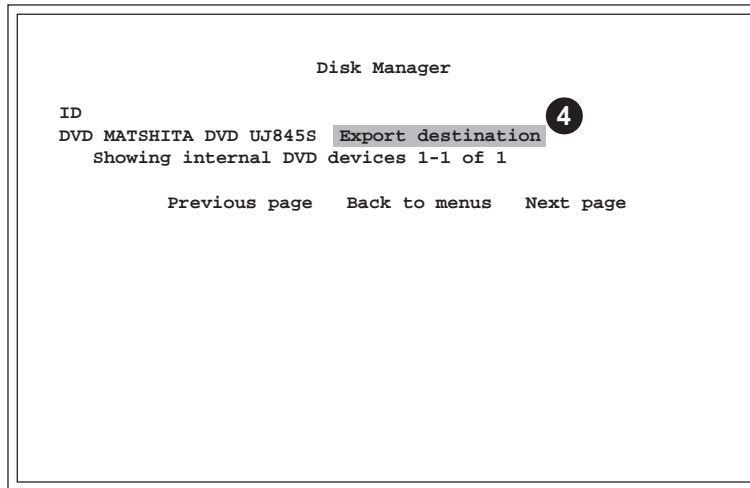 Disk Manager
ID
DVD MATSHITA DVD UJ845S Export destination
4
Showing internal DVD devices 1-1 of 1
Previous page Back to menus Next page